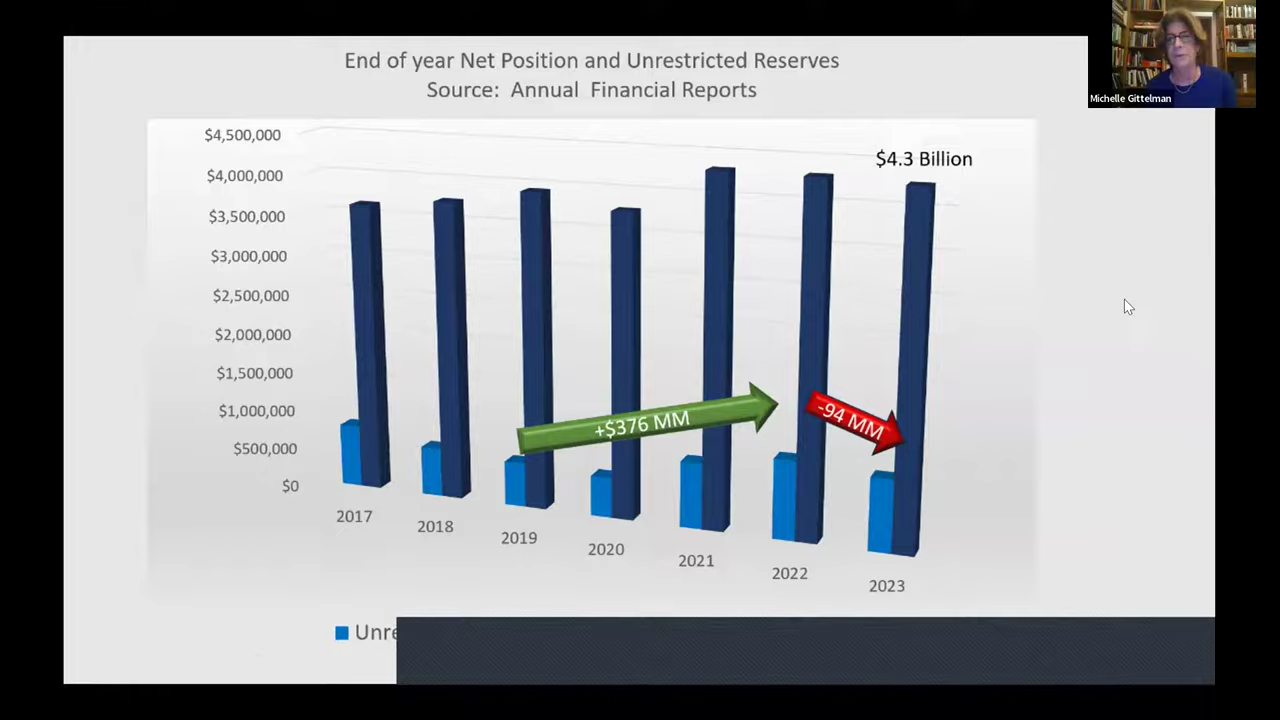 End of year Net Position and Unrestricted Reserves
Source: Annual Financial Reports
Michelle Gittelman
$4,500,000
$4,000,000
$3,500,000
$3,000,000
$2,500,000
$2,000,000
$1,500,000
$1,000,000
$500,000
$0
$4.3 Billion
+$376 MM
-94 MM
2017
2018
2019
2020
2021
2022
2023
Unre